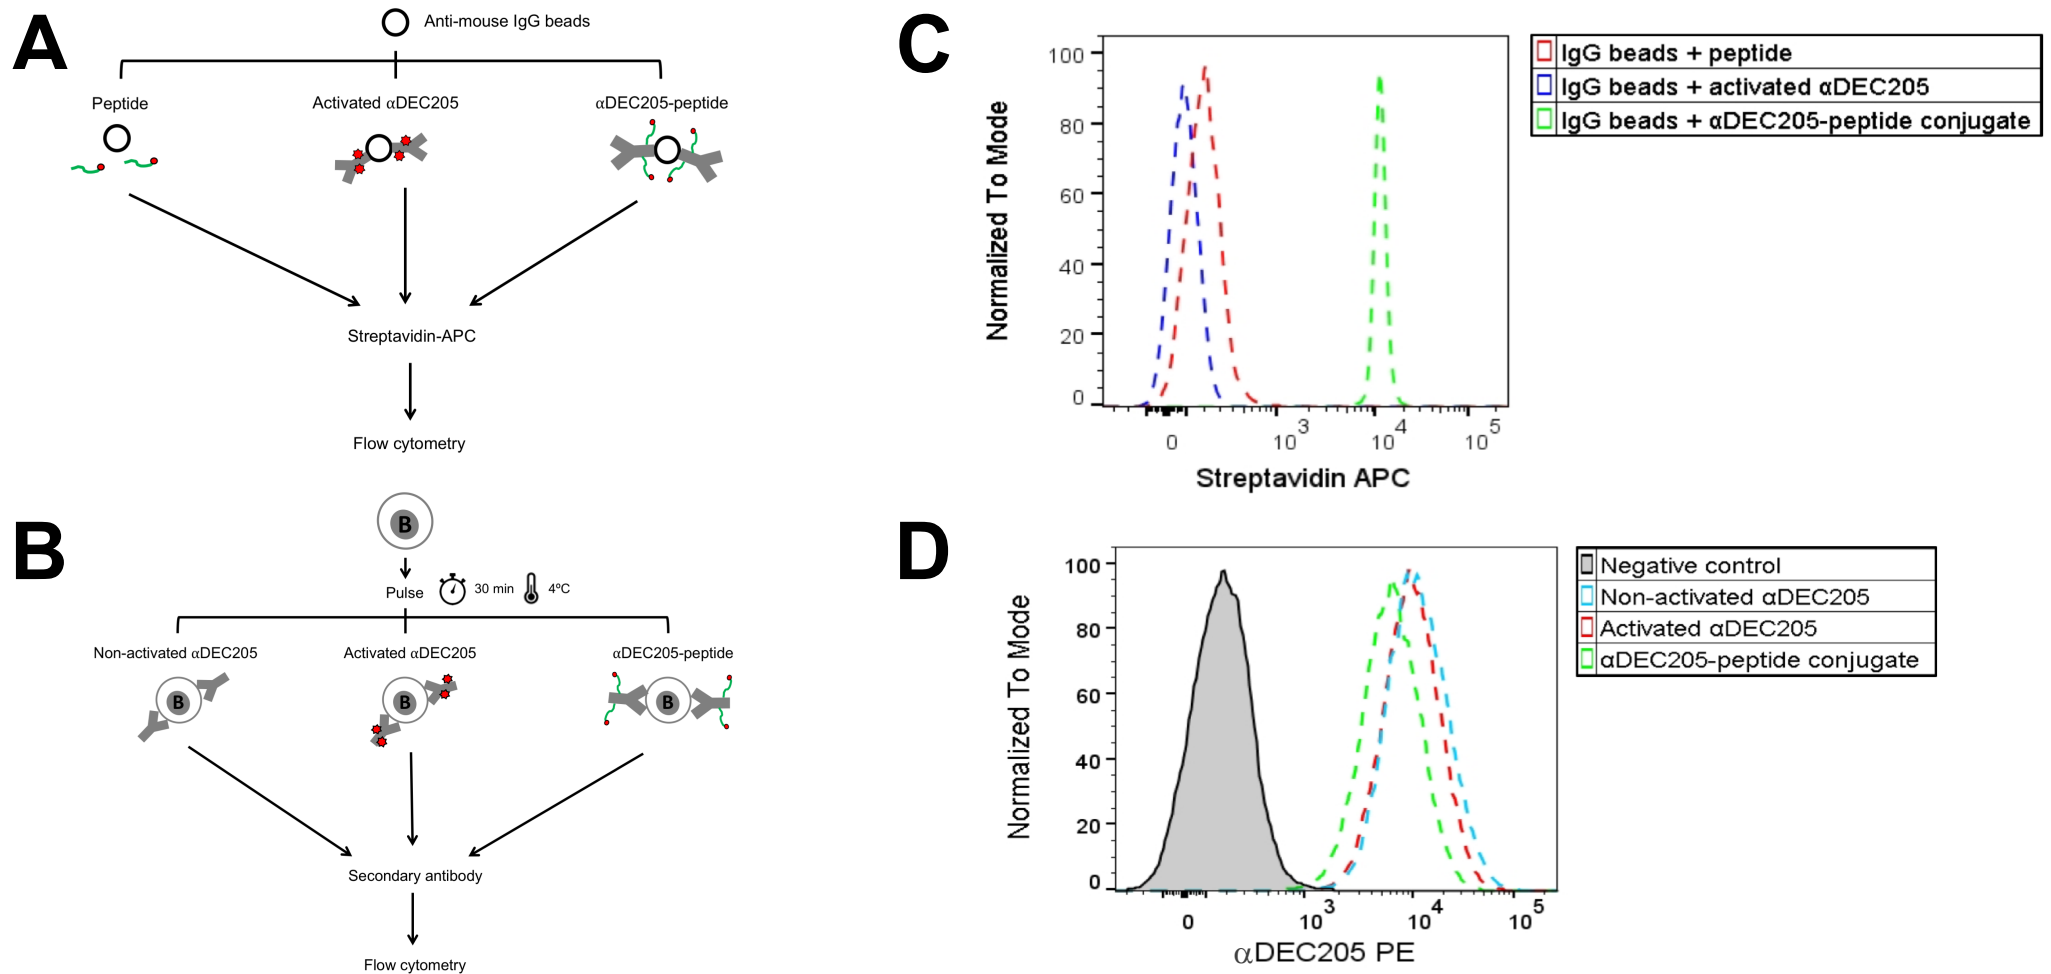 A
Anti-mouse IgG beads
Peptide
Activated αDEC205
αDEC205-peptide
Streptavidin-APC
Flow cytometry
B
B
Pulse
30 min
4ºC
Non-activated αDEC205
Activated αDEC205
αDEC205-peptide
B
B
B
Secondary antibody
Flow cytometry
C
Normalized To Mode
100
80
60
40
20
0
0
10^3
10^4
10^5
Streptavidin APC
IgG beads + peptide
IgG beads + activated αDEC205
IgG beads + αDEC205-peptide conjugate
D
Normalized To Mode
100
80
60
40
20
0
0
10^3
10^4
10^5
αDEC205 PE
Negative control
Non-activated αDEC205
Activated αDEC205
αDEC205-peptide conjugate